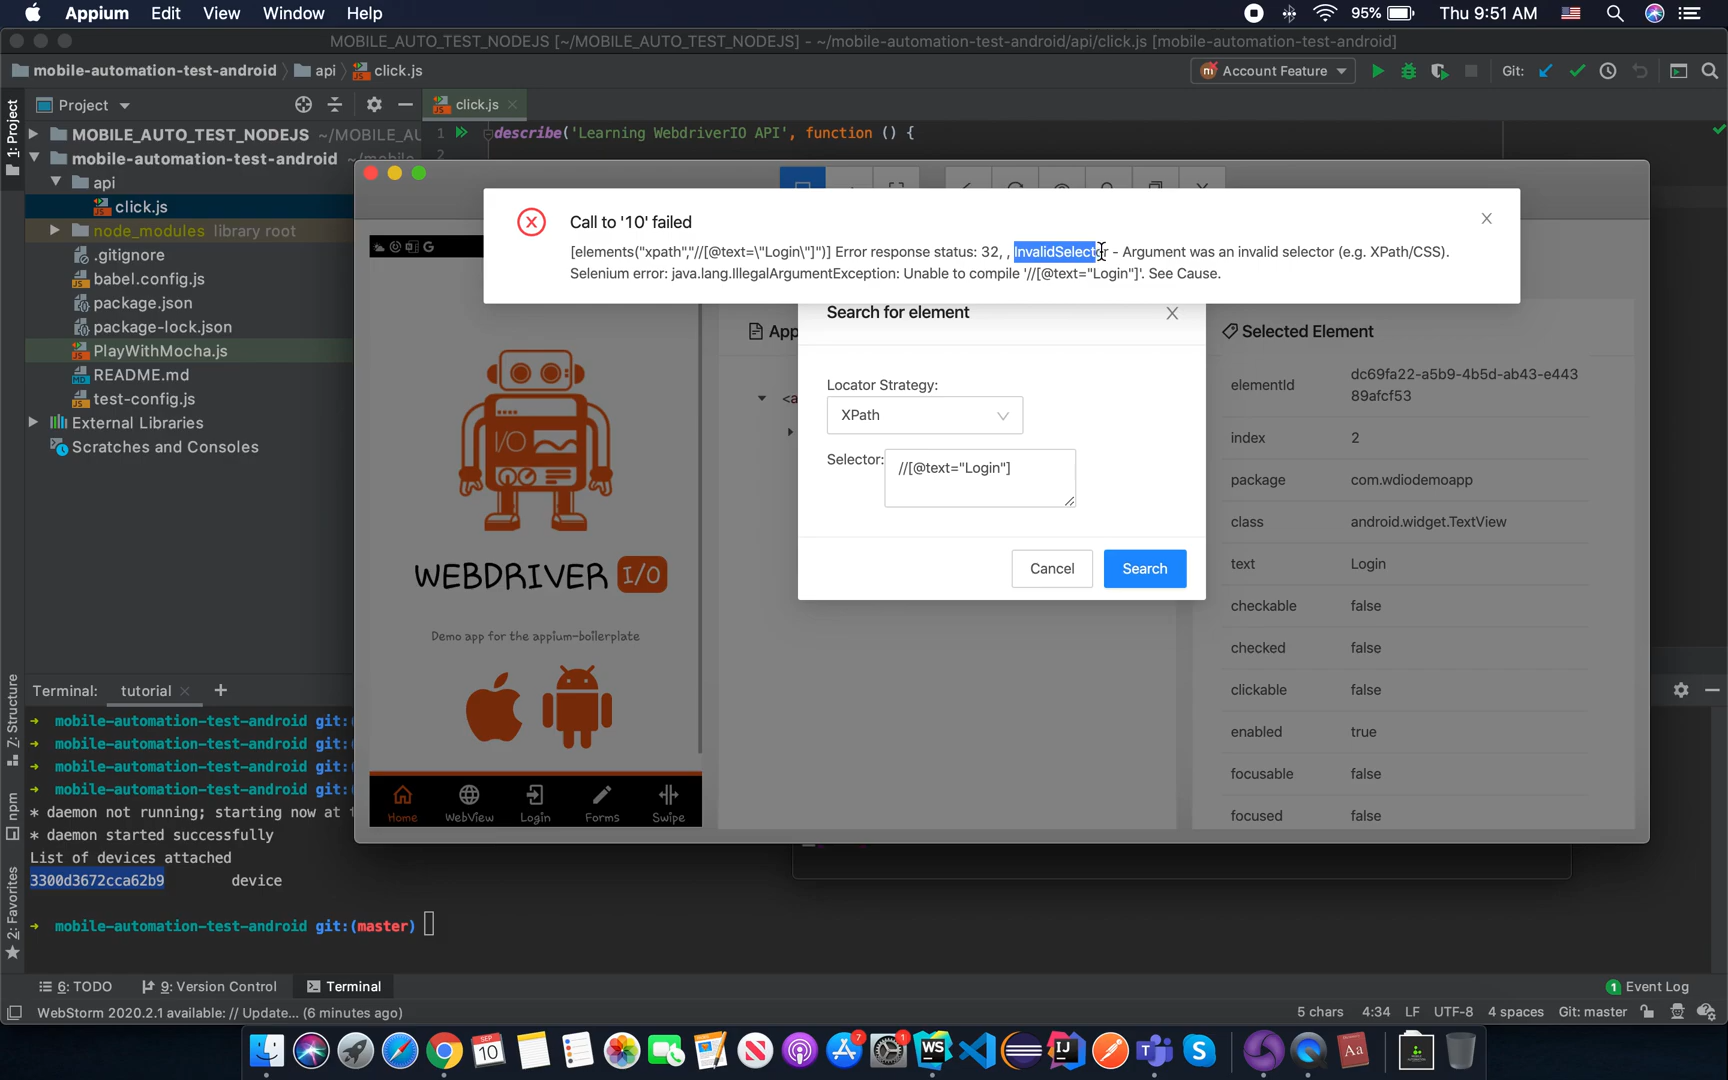 Appium Edit View Window Help
95% Thu 9:51 AM
MOBILE_AUTO_TEST_NODEJS [~/MOBILE_AUTO_TEST_NODEJS] - ~/mobile-automation-test-android/api/click.js [mobile-automation-test-android]
mobile-automation-test-android api click.js
Account Feature Git:
1: Project
Project
click.js
MOBILE_AUTO_TEST_NODEJS ~/MOBILE_AU
mobile-automation-test-android
api
click.js
node_modules library root
.gitignore
babel.config.js
package.json
package-lock.json
PlayWithMocha.js
README.md
test-config.js
External Libraries
Scratches and Consoles
1 describe('Learning WebdriverIO API', function () {
2
Call to '10' failed
[elements("xpath","//[@text=\"Login\"]")] Error response status: 32, , InvalidSelector - Argument was an invalid selector (e.g. XPath/CSS).
Selenium error: java.lang.IllegalArgumentException: Unable to compile '//[@text="Login"]'. See Cause.
App
Search for element
Locator Strategy:
XPath
Selector:
//[@text="Login"]
Cancel Search
Selected Element
elementId dc69fa22-a5b9-4b5d-ab43-e443
89afcf53
index 2
package com.wdiodemoapp
class android.widget.TextView
text Login
checkable false
checked false
clickable false
enabled true
focusable false
focused false
I/O
WEBDRIVER I/O
Demo app for the appium-boilerplate
Home WebView Login Forms Swipe
Z: Structure
npm
2: Favorites
Terminal: tutorial
→ mobile-automation-test-android git:(
→ mobile-automation-test-android git:(
→ mobile-automation-test-android git:(
→ mobile-automation-test-android git:(
* daemon not running; starting now at t
* daemon started successfully
List of devices attached
3300d3672cca62b9 device
→ mobile-automation-test-android git:(master)
6: TODO 9: Version Control Terminal
1 Event Log
WebStorm 2020.2.1 available: // Update... (6 minutes ago)
5 chars 4:34 LF UTF-8 4 spaces Git: master
SEP
10
7
1
WS
IJ
Aa